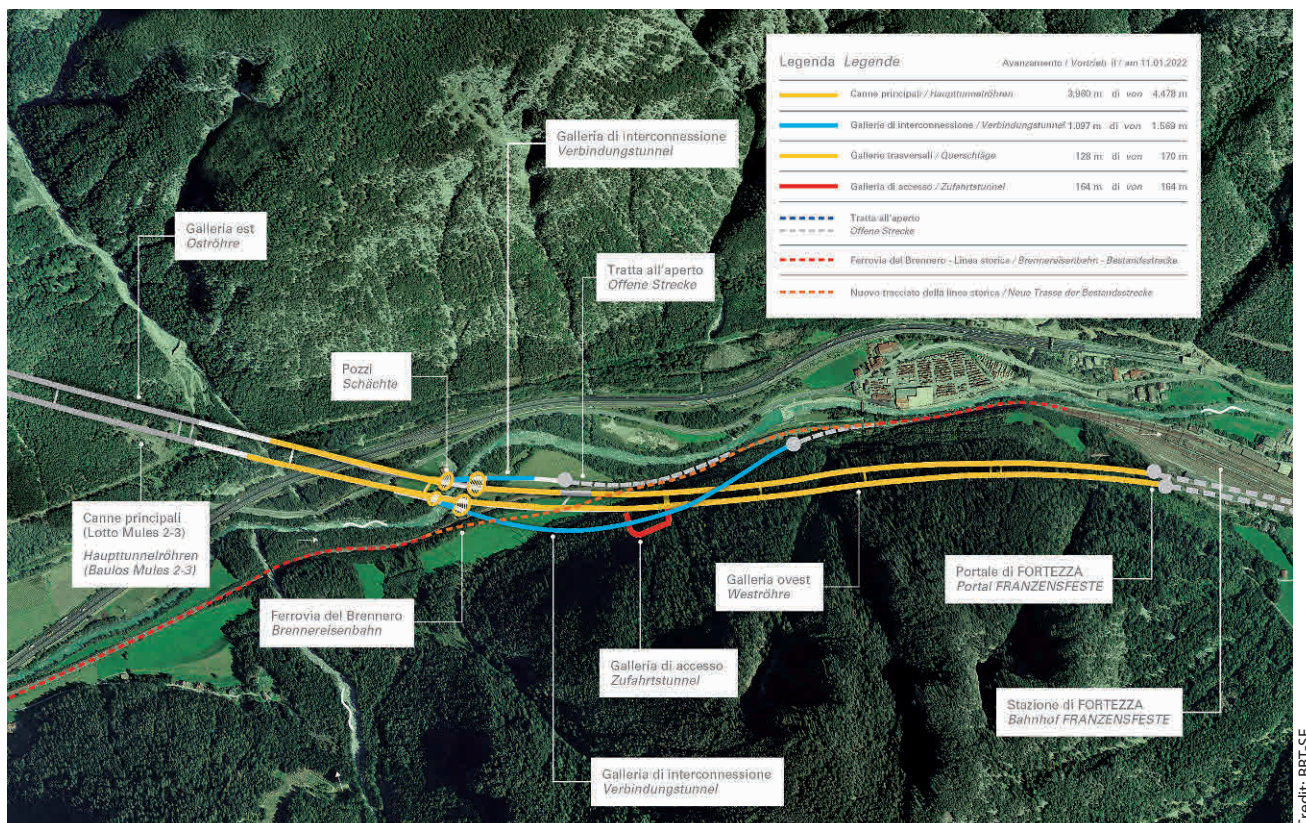 Legenda Legende Avanzamento / Vortrieb il / am 11.01.2022
Canne principali / Haupttunnelröhren 3.960 m di von 4.478 m
Gallerie di interconnessione / Verbindungstunnel 1.097 m di von 1.569 m
Gallerie trasversali / Querschläge 128 m di von 170 m
Galleria di accesso / Zufahrtstunnel 164 m di von 164 m
Tratta all'aperto
Offene Strecke
Ferrovia del Brennero - Linea storica / Brennereisenbahn - Bestandsstrecke
Nuovo tracciato della linea storica / Neue Trasse der Bestandsstrecke
Galleria di interconnessione
Verbindungstunnel
Galleria est
Oströhre
Tratta all'aperto
Offene Strecke
Pozzi
Schächte
Canne principali
(Lotto Mules 2-3)
Haupttunnelröhren
(Baulos Mules 2-3)
Ferrovia del Brennero
Brennereisenbahn
Galleria ovest
Weströhre
Portale di FORTEZZA
Portal FRANZENSFESTE
Galleria di accesso
Zufahrtstunnel
Stazione di FORTEZZA
Bahnhof FRANZENSFESTE
Galleria di interconnessione
Verbindungstunnel
Credit: BBT-SE